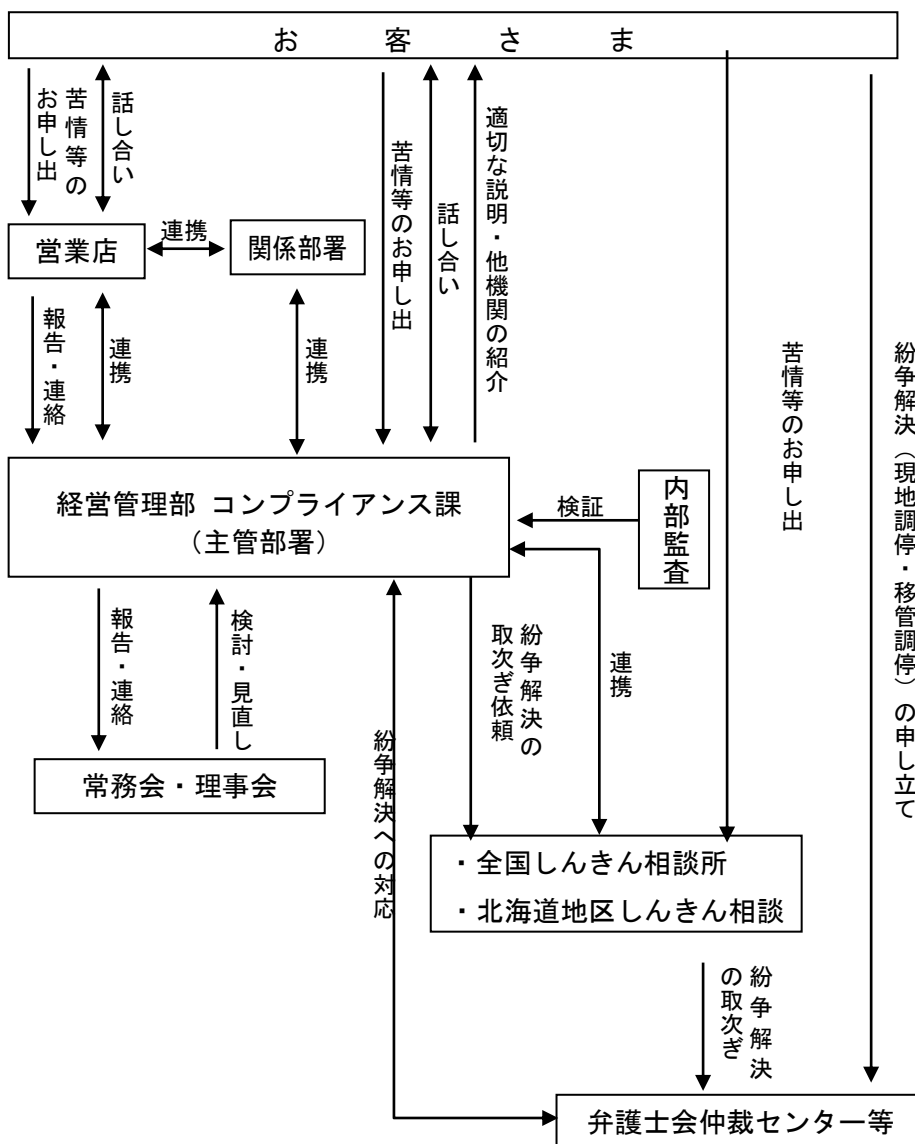 お客さま
苦情等の
お申し出
話し合い
苦情等のお申し出
話し合い
適切な説明・他機関の紹介
苦情等のお申し出
紛争解決（現地調停・移管調停）の申し立て
営業店
連携
関係部署
報告・連絡
連携
連携
経営管理部 コンプライアンス課
（主管部署）
検証
内部監査
報告・連絡
検討・見直し
紛争解決の
取次ぎ依頼
連携
常務会・理事会
紛争解決への対応
・全国しんきん相談所
・北海道地区しんきん相談
紛争解決
の取次ぎ
弁護士会仲裁センター等